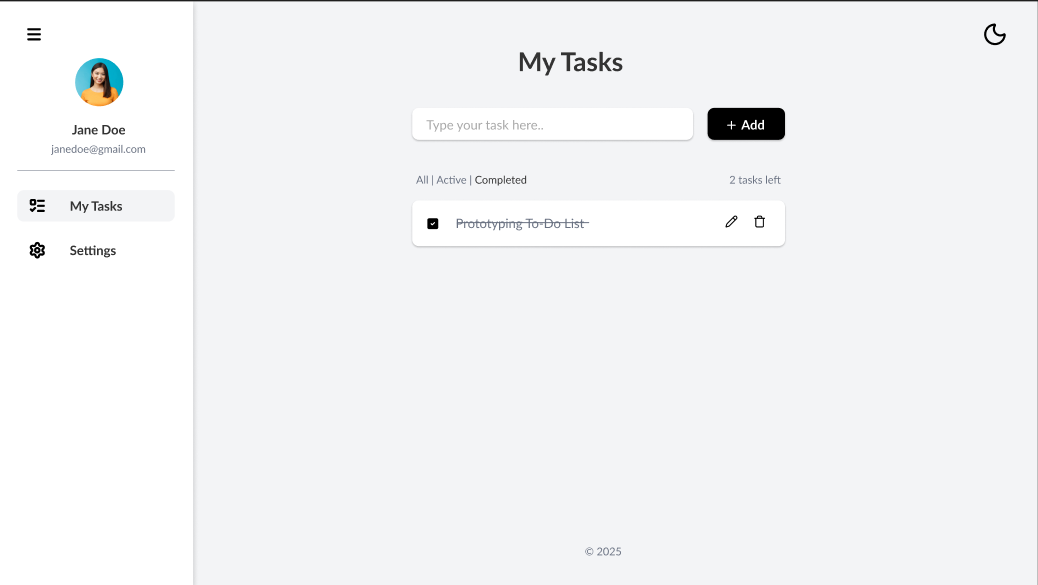 My Tasks
Jane Doe
janedoe@gmail.com
My Tasks
Settings
Type your task here..
+ Add
All | Active | Completed
2 tasks left
Prototyping To-Do List
© 2025